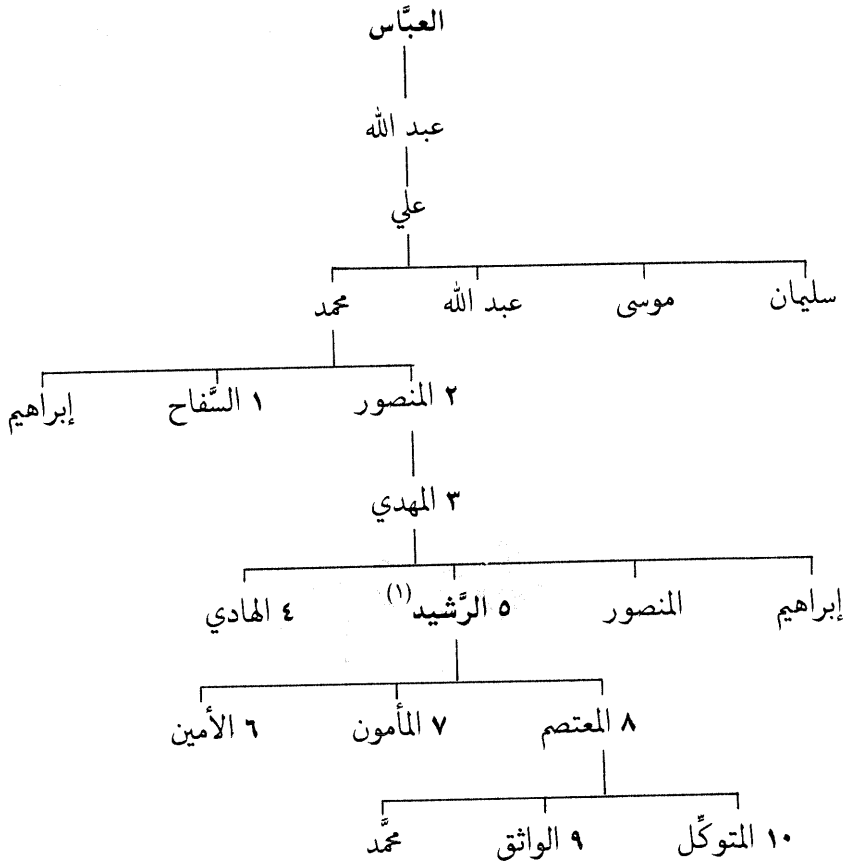 العبَّاس
عبد الله
علي
سليمان موسى عبد الله محمد
٢ المنصور ١ السَّفاح إبراهيم
٣ المهدي
إبراهيم المنصور ٥ الرَّشيد(١) ٤ الهادي
٨ المعتصم ٧ المأمون ٦ الأمين
١٠ المتوكِّل ٩ الواثق محمَّد